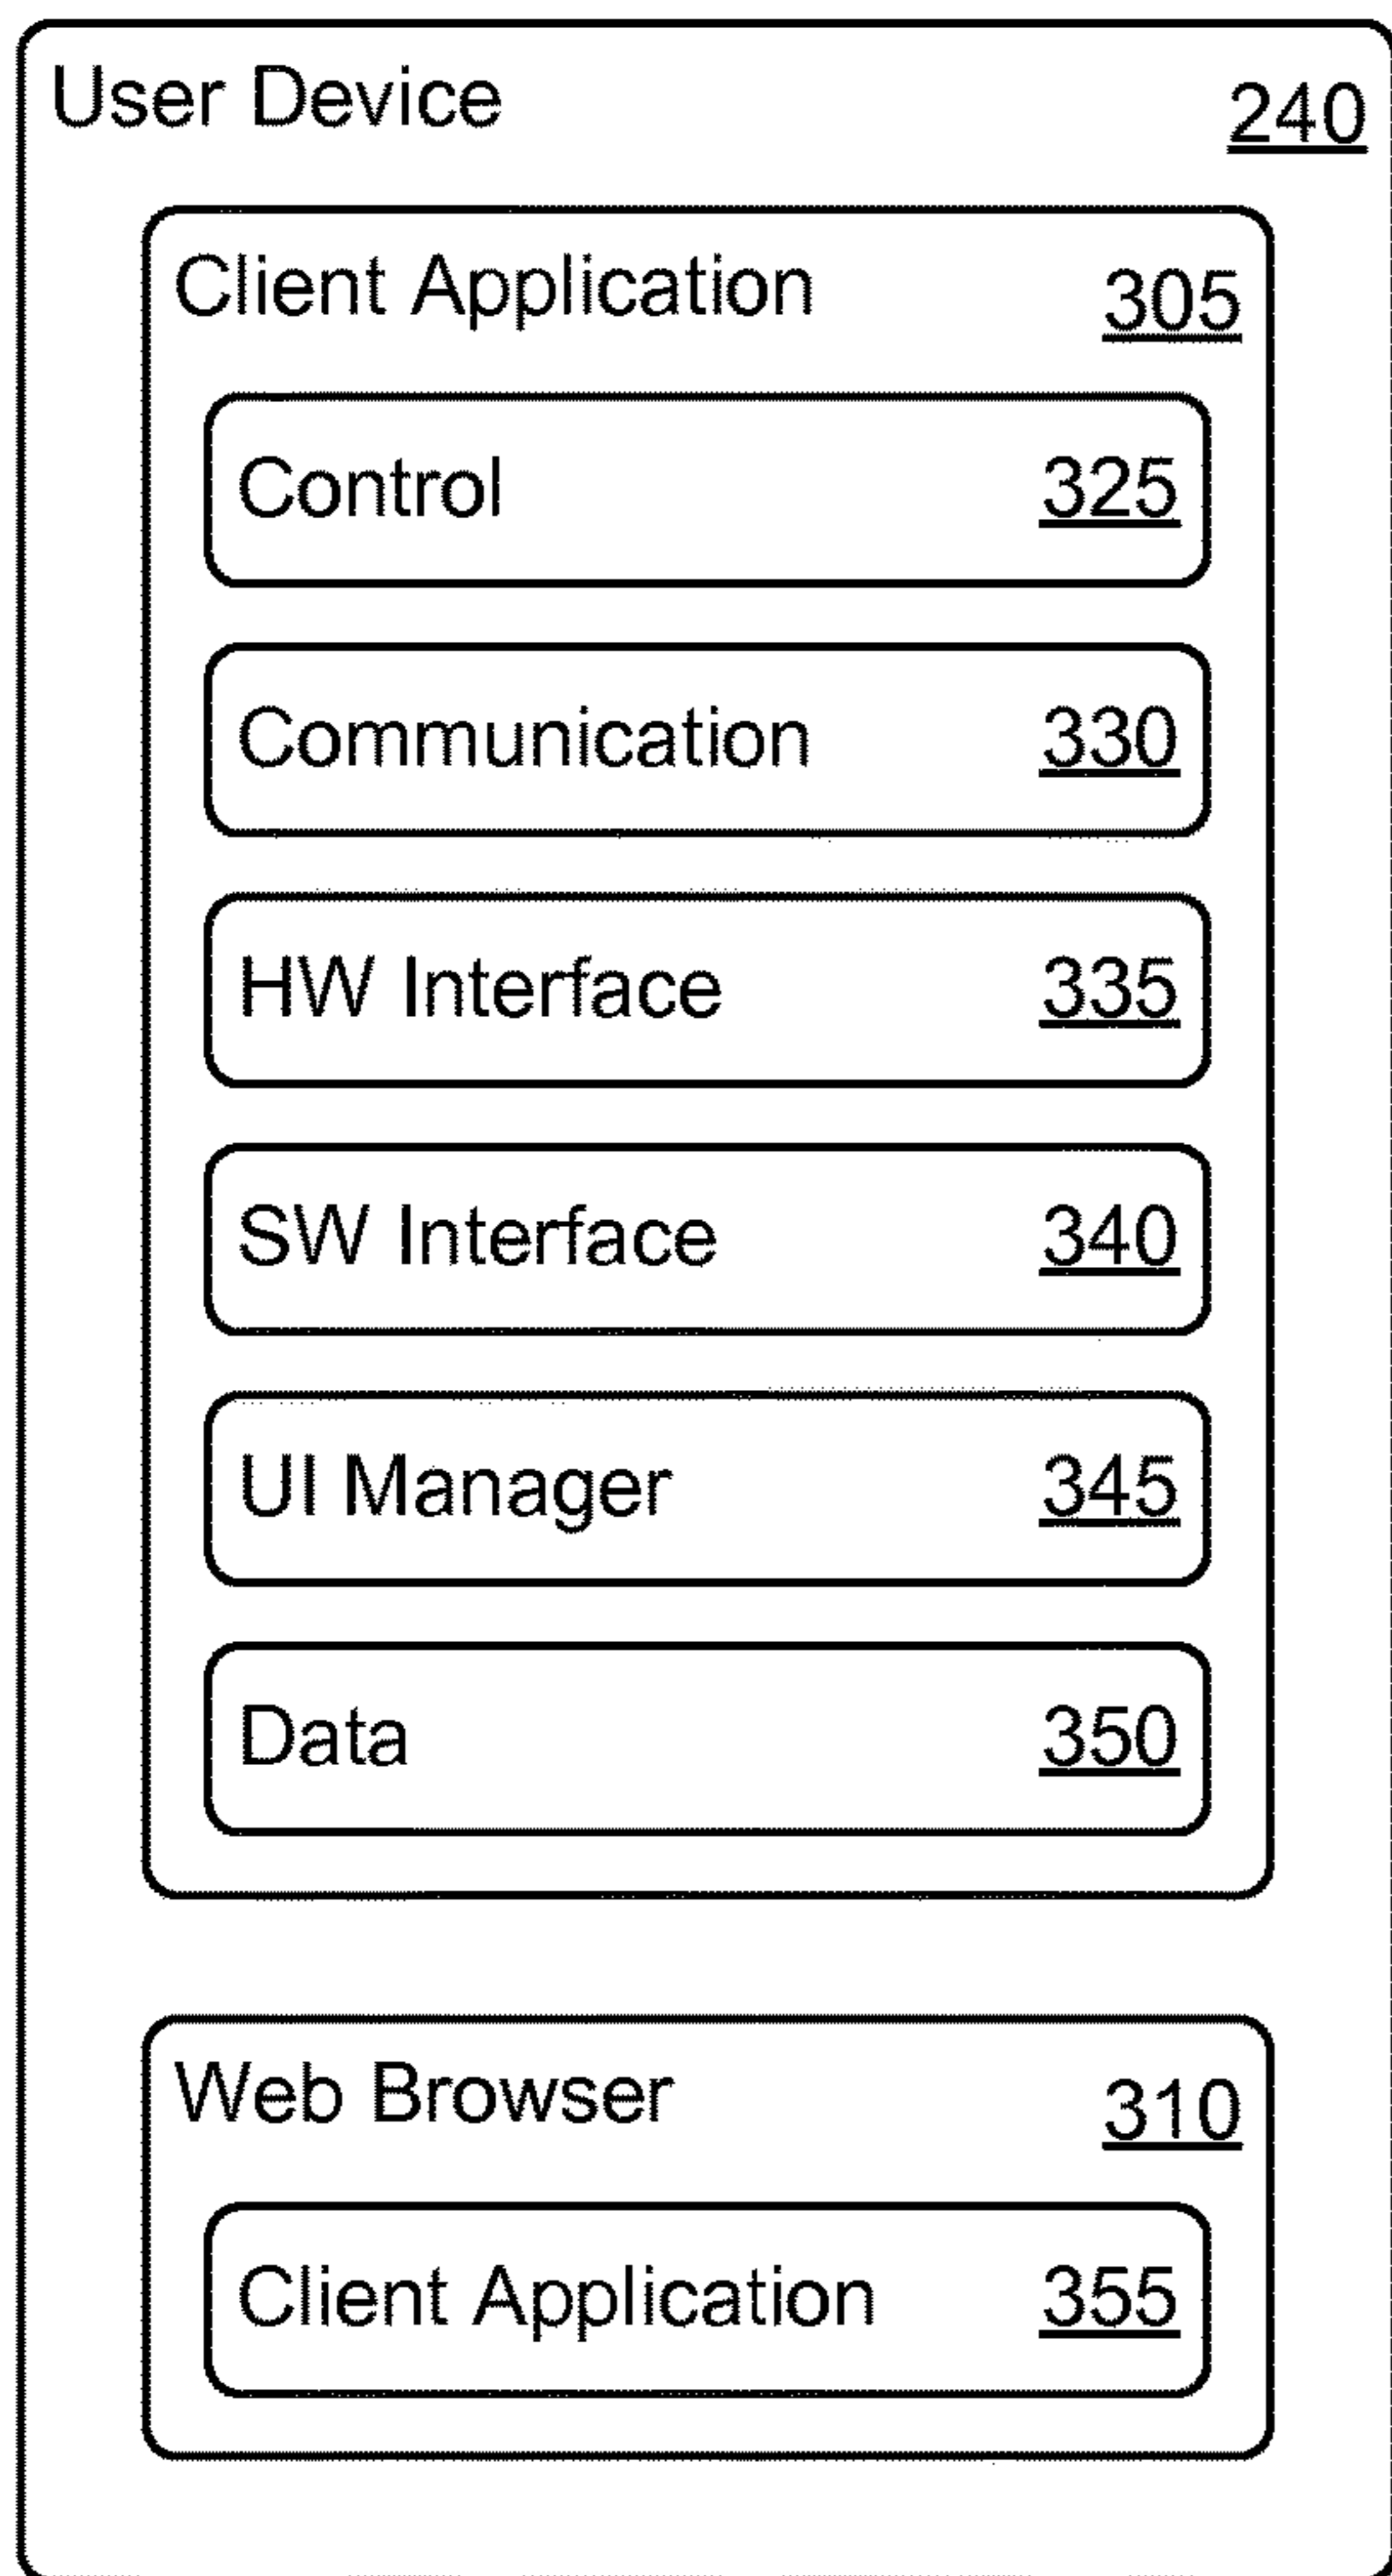 User Device 240
Client Application 305
Control 325
Communication 330
HW Interface 335
SW Interface 340
UI Manager 345
Data 350
Web Browser 310
Client Application 355